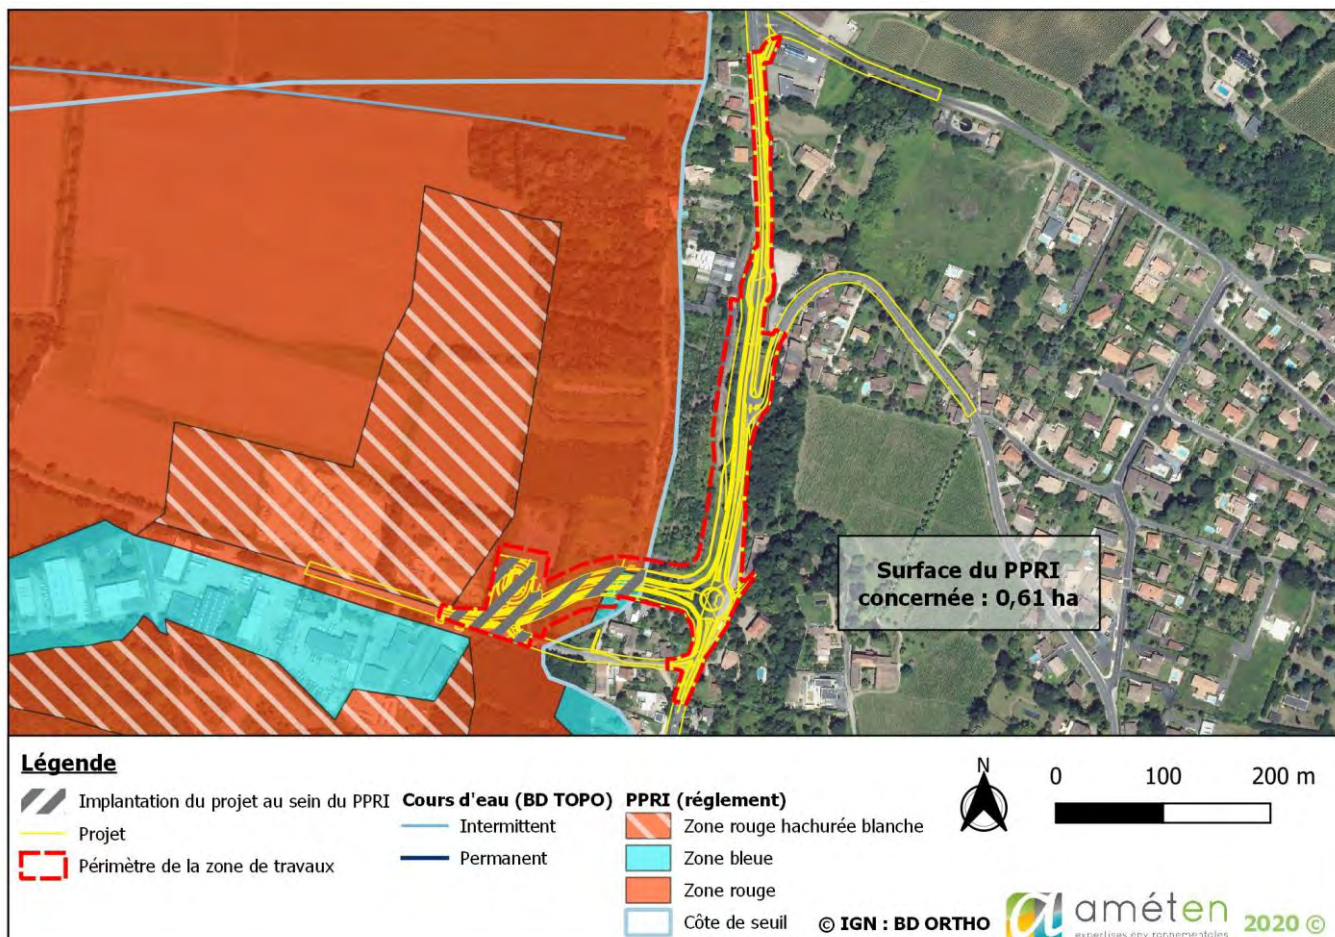 Surface du PPRI
concernée : 0,61 ha
Légende
Implantation du projet au sein du PPRI
Projet
Périmètre de la zone de travaux
Cours d'eau (BD TOPO)
Intermittent
Permanent
PPRI (réglement)
Zone rouge hachurée blanche
Zone bleue
Zone rouge
Côte de seuil
N
0 100 200 m
© IGN : BD ORTHO
améten
expertises environnementales
2020 ©